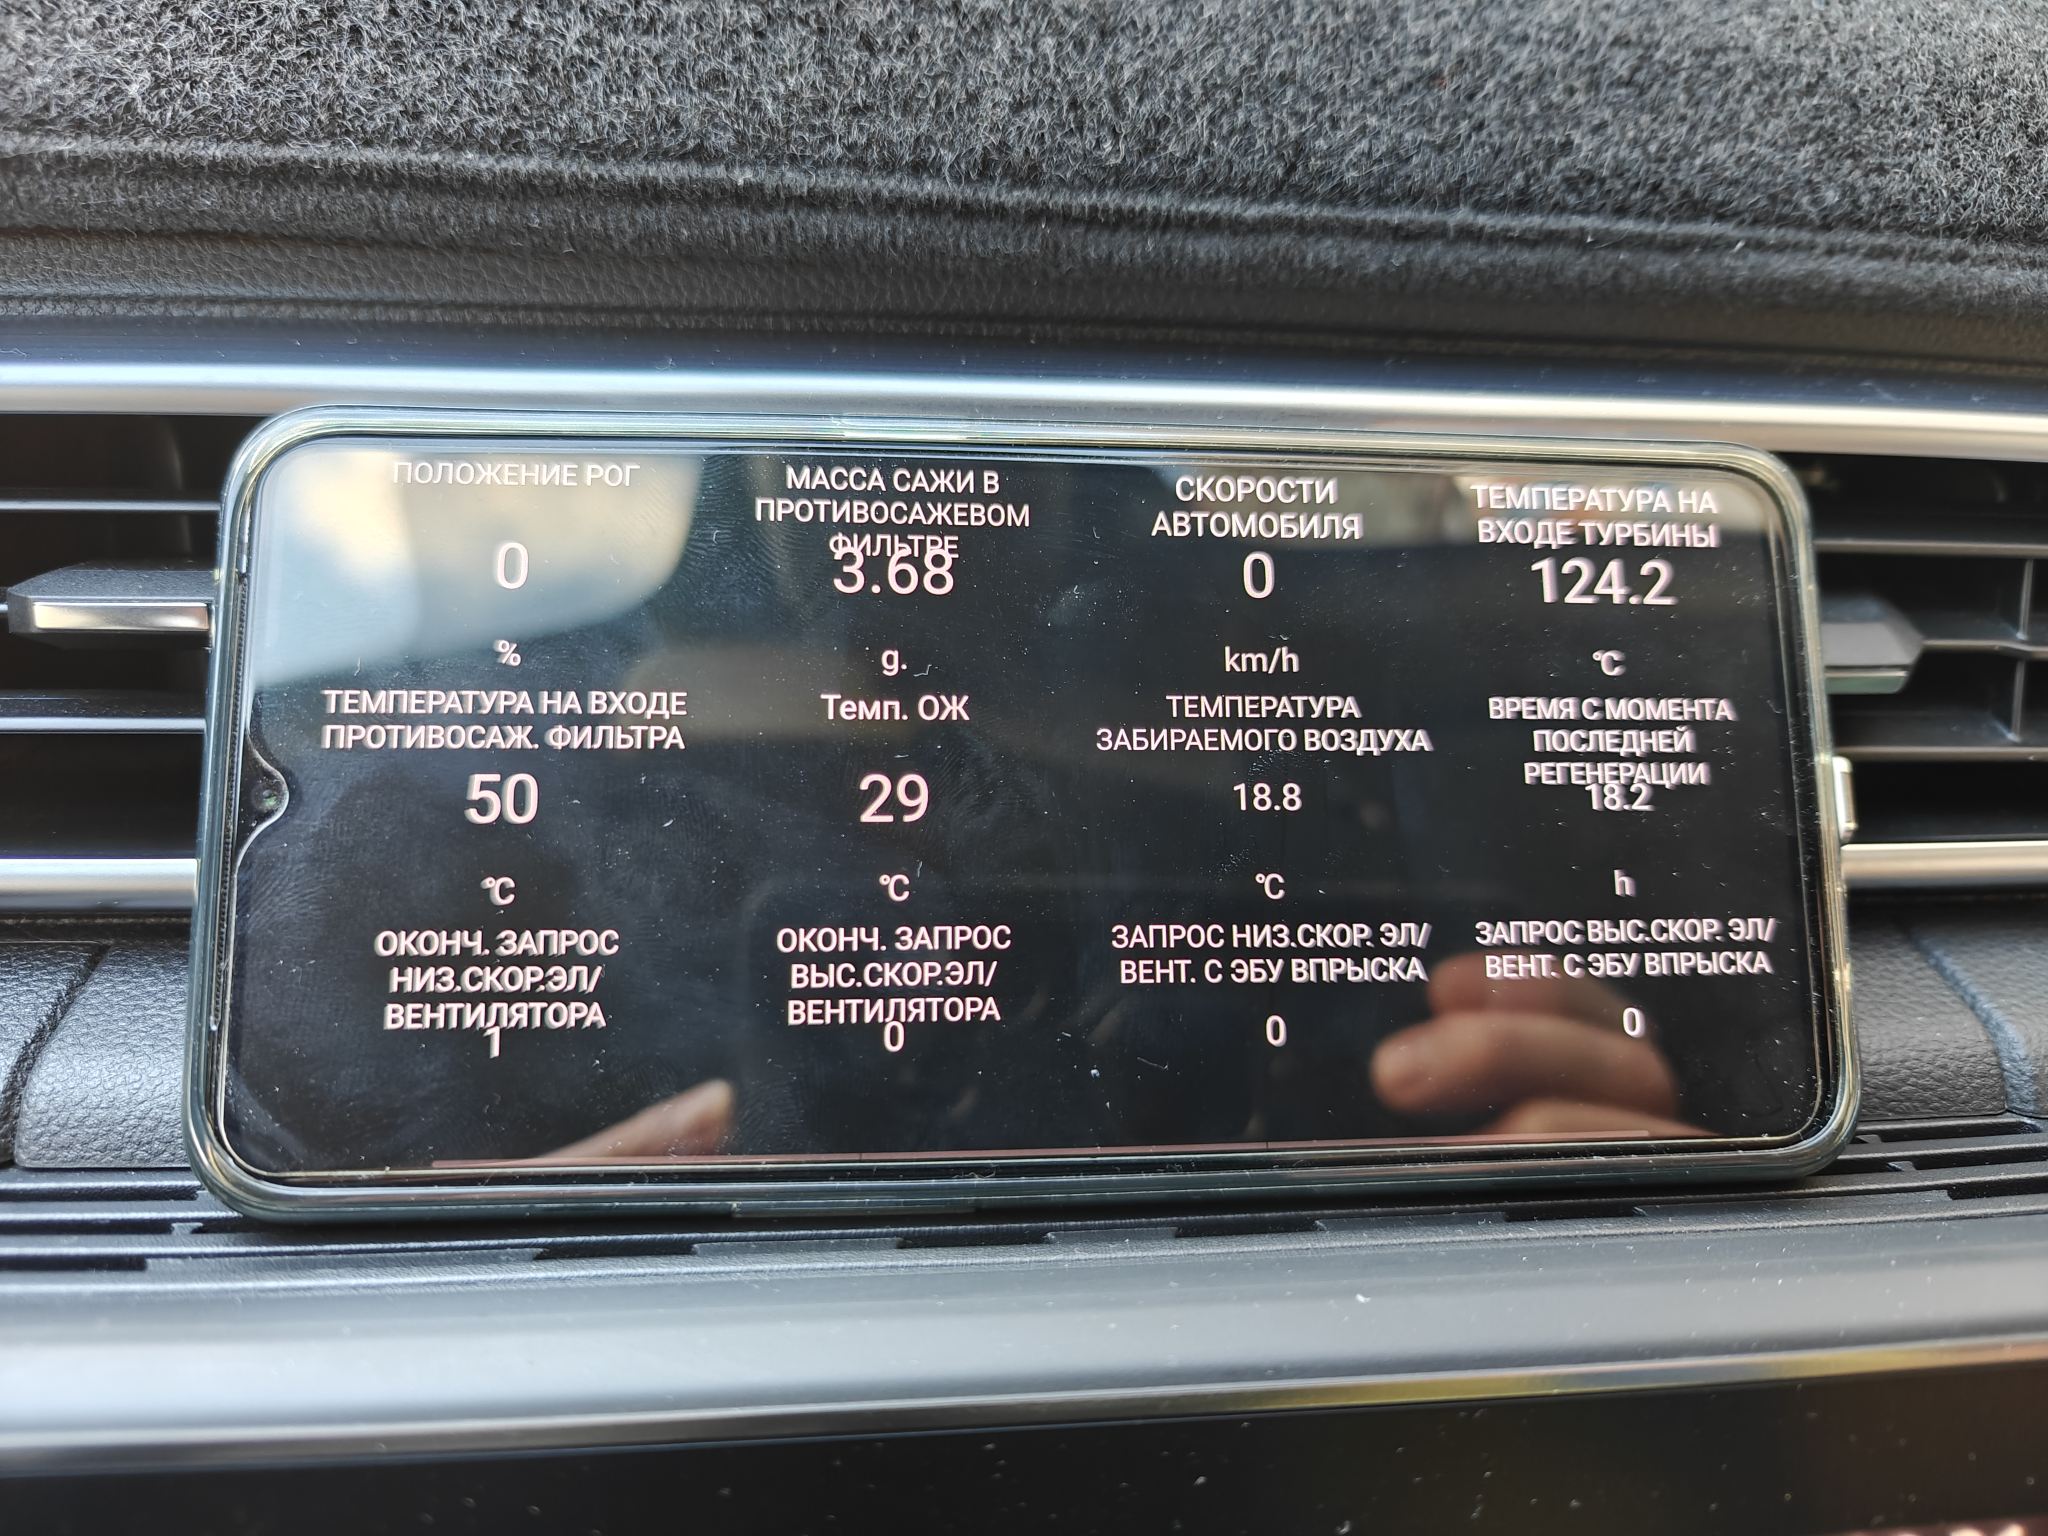 ПОЛОЖЕНИЕ РОГ
0
%
МАССА САЖИ В
ПРОТИВОСАЖЕВОМ
ФИЛЬТРЕ
3.68
g.
СКОРОСТИ
АВТОМОБИЛЯ
0
km/h
ТЕМПЕРАТУРА НА
ВХОДЕ ТУРБИНЫ
124.2
°C
ТЕМПЕРАТУРА НА ВХОДЕ
ПРОТИВОСАЖ. ФИЛЬТРА
50
°C
Темп. ОЖ
29
°C
ТЕМПЕРАТУРА
ЗАБИРАЕМОГО ВОЗДУХА
18.8
°C
ВРЕМЯ С МОМЕНТА
ПОСЛЕДНЕЙ
РЕГЕНЕРАЦИИ
18.2
h
ОКОНЧ. ЗАПРОС
НИЗ.СКОР.ЭЛ/
ВЕНТИЛЯТОРА
1
ОКОНЧ. ЗАПРОС
ВЫС.СКОР.ЭЛ/
ВЕНТИЛЯТОРА
0
ЗАПРОС НИЗ.СКОР. ЭЛ/
ВЕНТ. С ЭБУ ВПРЫСКА
0
ЗАПРОС ВЫС.СКОР. ЭЛ/
ВЕНТ. С ЭБУ ВПРЫСКА
0